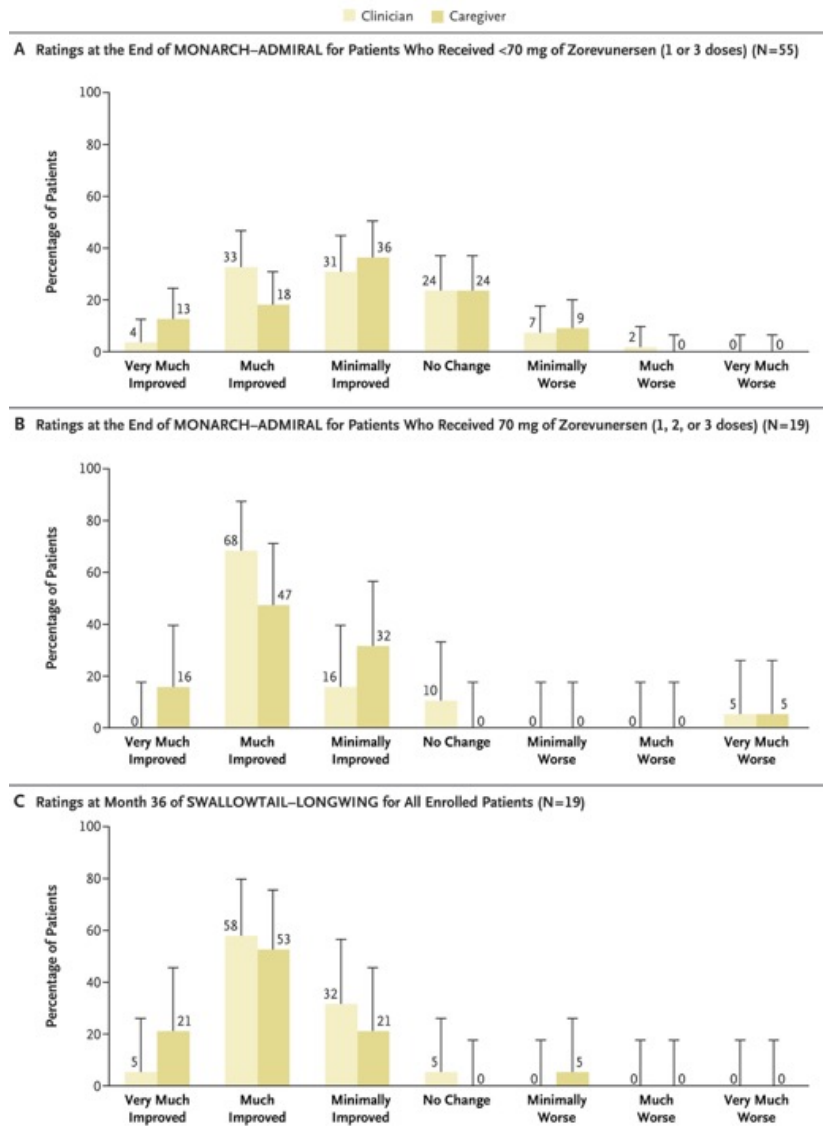 Clinician Caregiver
A Ratings at the End of MONARCH–ADMIRAL for Patients Who Received <70 mg of Zorevunersen (1 or 3 doses) (N=55)
Percentage of Patients
100
80
60
40
20
0
4 13 33 18 31 36 24 24 7 9 2 0 0 0
Very Much Much Minimally No Change Minimally Much Very Much
Improved Improved Improved Worse Worse Worse
B Ratings at the End of MONARCH–ADMIRAL for Patients Who Received 70 mg of Zorevunersen (1, 2, or 3 doses) (N=19)
Percentage of Patients
100
80
60
40
20
0
0 16 68 47 16 32 10 0 0 0 0 0 5 5
Very Much Much Minimally No Change Minimally Much Very Much
Improved Improved Improved Worse Worse Worse
C Ratings at Month 36 of SWALLOWTAIL–LONGWING for All Enrolled Patients (N=19)
Percentage of Patients
100
80
60
40
20
0
5 21 58 53 32 21 5 0 0 5 0 0 0 0
Very Much Much Minimally No Change Minimally Much Very Much
Improved Improved Improved Worse Worse Worse